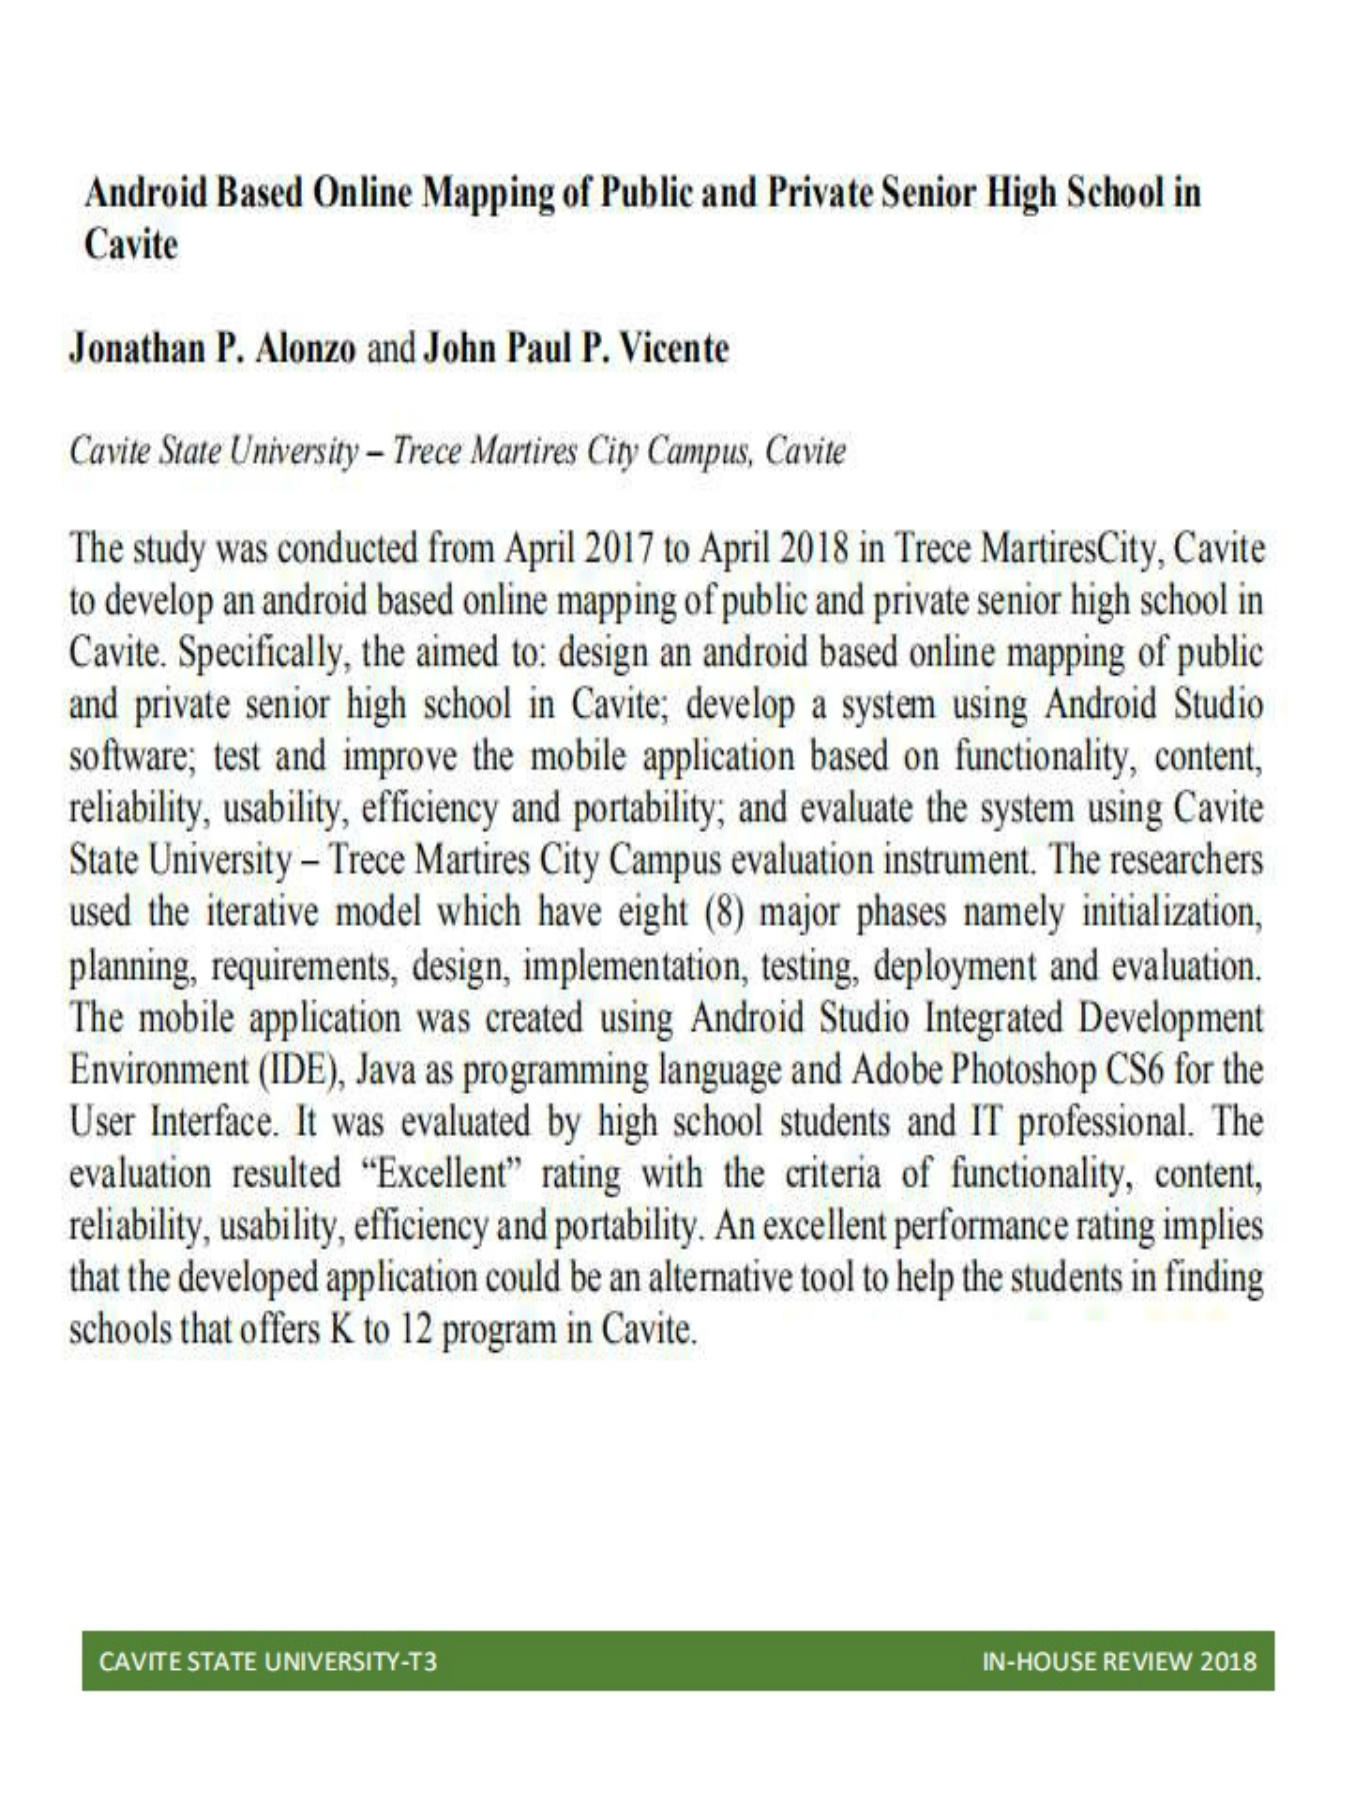 Android Based Online Mapping of Public and Private Senior High School in
Cavite
Jonathan P. Alonzo and John Paul P. Vicente
Cavite State University – Trece Martires City Campus, Cavite
The study was conducted from April 2017 to April 2018 in Trece MartiresCity, Cavite
to develop an android based online mapping of public and private senior high school in
Cavite. Specifically, the aimed to: design an android based online mapping of public
and private senior high school in Cavite; develop a system using Android Studio
software; test and improve the mobile application based on functionality, content,
reliability, usability, efficiency and portability; and evaluate the system using Cavite
State University – Trece Martires City Campus evaluation instrument. The researchers
used the iterative model which have eight (8) major phases namely initialization,
planning, requirements, design, implementation, testing, deployment and evaluation.
The mobile application was created using Android Studio Integrated Development
Environment (IDE), Java as programming language and Adobe Photoshop CS6 for the
User Interface. It was evaluated by high school students and IT professional. The
evaluation resulted “Excellent” rating with the criteria of functionality, content,
reliability, usability, efficiency and portability. An excellent performance rating implies
that the developed application could be an alternative tool to help the students in finding
schools that offers K to 12 program in Cavite.
CAVITE STATE UNIVERSITY-T3 IN-HOUSE REVIEW 2018